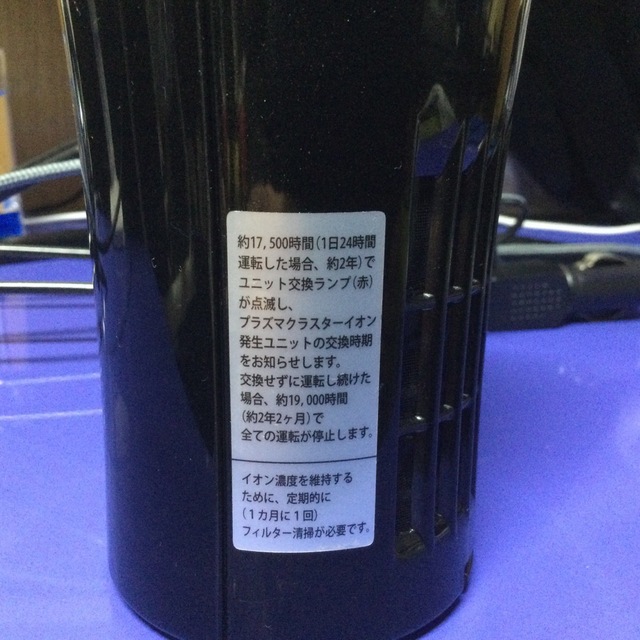 約17,500時間(1日24時間
運転した場合、約2年)で
ユニット交換ランプ(赤)
が点滅し、
プラズマクラスターイオン
発生ユニットの交換時期
をお知らせします。
交換せずに運転し続けた
場合、約19,000時間
(約2年2ヶ月)で
全ての運転が停止します。
イオン濃度を維持する
ために、定期的に
(1カ月に1回)
フィルター清掃が必要です。